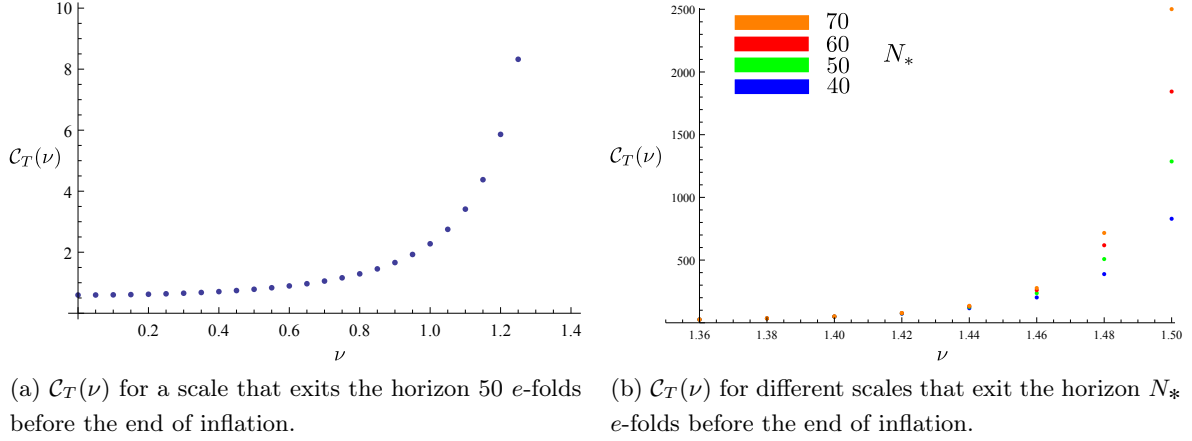 10
8
6
4
2
𝒞_T(ν)
0.2 0.4 0.6 0.8 1.0 1.2 1.4
ν
(a) 𝒞_T(ν) for a scale that exits the horizon 50 e-folds
before the end of inflation.
2500
2000
1500
1000
500
𝒞_T(ν)
70
60
50
40
N_*
1.36 1.38 1.40 1.42 1.44 1.46 1.48 1.50
ν
(b) 𝒞_T(ν) for different scales that exit the horizon N_*
e-folds before the end of inflation.